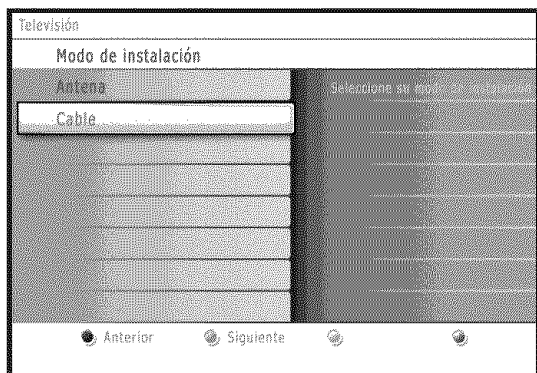 Televisión
Modo de instalación
Antena
Seleccione su modo de instalación
Cable
Anterior
Siguiente